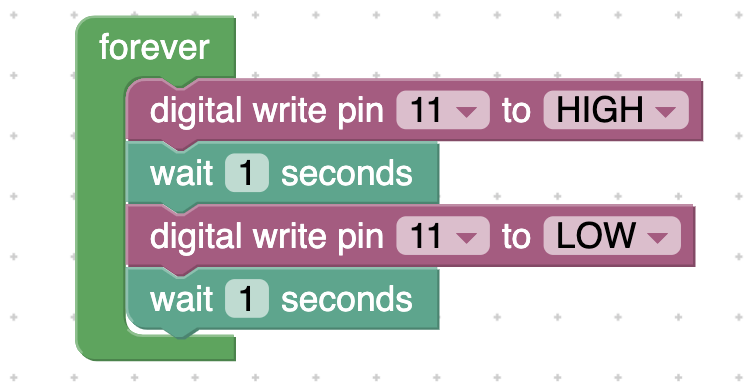 forever
digital write pin 11 to HIGH
wait 1 seconds
digital write pin 11 to LOW
wait 1 seconds